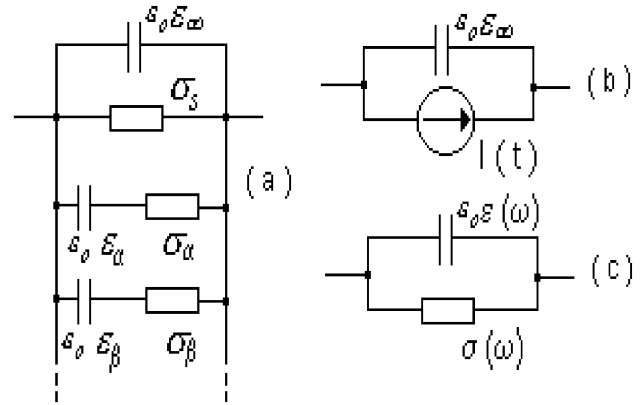 ε₀ε∞
σs
(a)
ε₀ εα
σα
ε₀ εβ
σβ
ε₀ε∞
(b)
I(t)
ε₀ε(ω)
(c)
σ(ω)